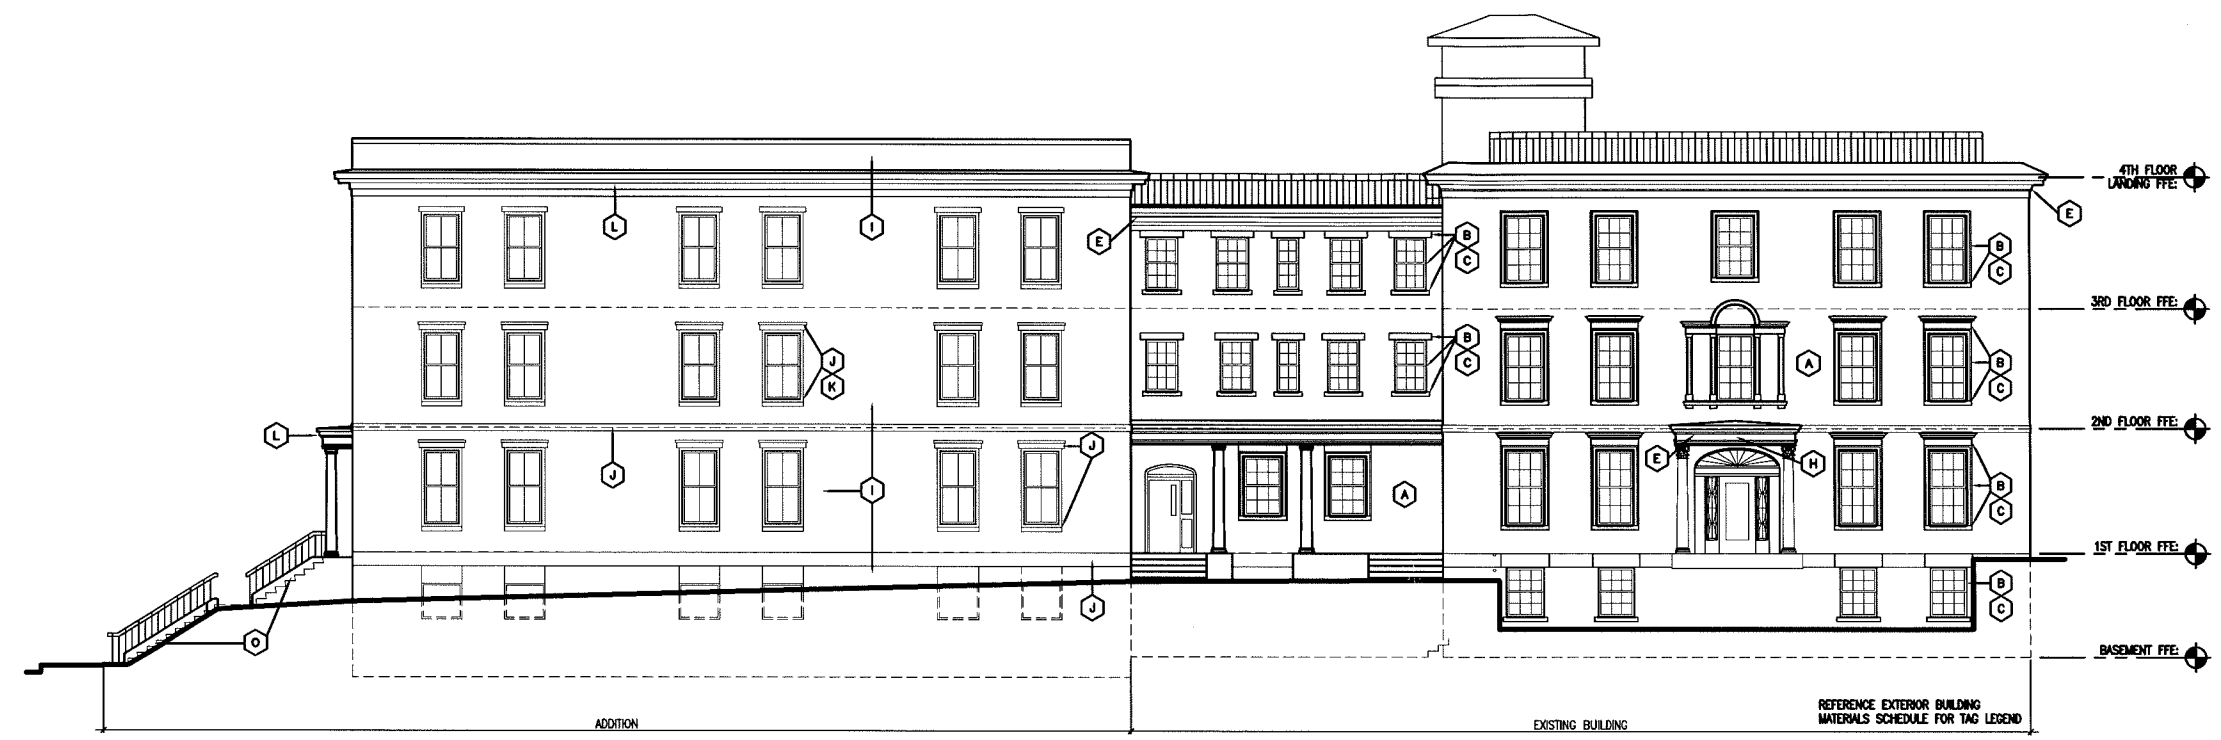 4TH FLOOR
LANDING FFE:
L
I
E
B
C
B
C
E
3RD FLOOR FFE:
J
K
B
C
A
B
C
2ND FLOOR FFE:
L
J
J
I
A
E
H
B
C
1ST FLOOR FFE:
J
B
C
O
BASEMENT FFE:
REFERENCE EXTERIOR BUILDING
MATERIALS SCHEDULE FOR TAG LEGEND
ADDITION
EXISTING BUILDING